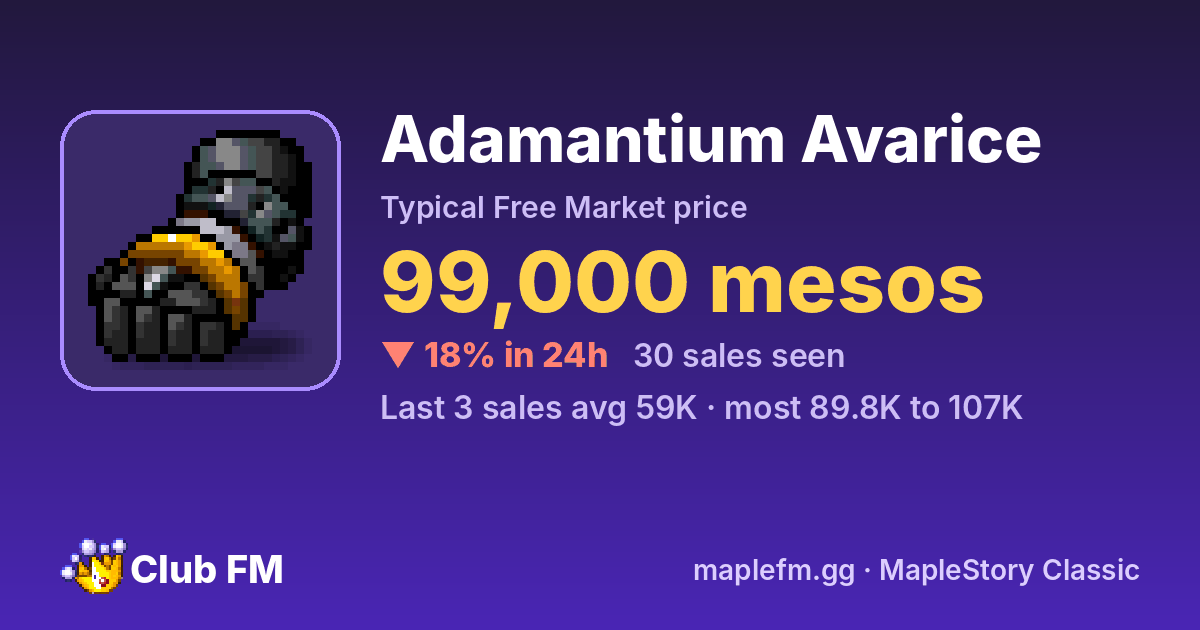 Adamantium Avarice
Typical Free Market price
99,000 mesos
▼ 18% in 24h 30 sales seen
Last 3 sales avg 59K · most 89.8K to 107K
Club FM
maplefm.gg · MapleStory Classic